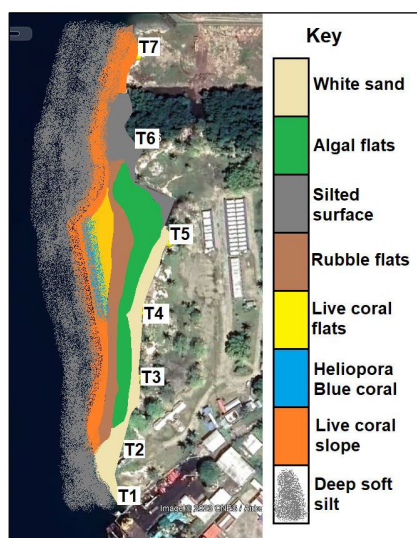 Key
T7
White sand
T6
Algal flats
Silted
surface
T5
Rubble flats
T4
Live coral
flats
T3
Heliopora
Blue coral
T2
Live coral
slope
T1
Deep soft
silt